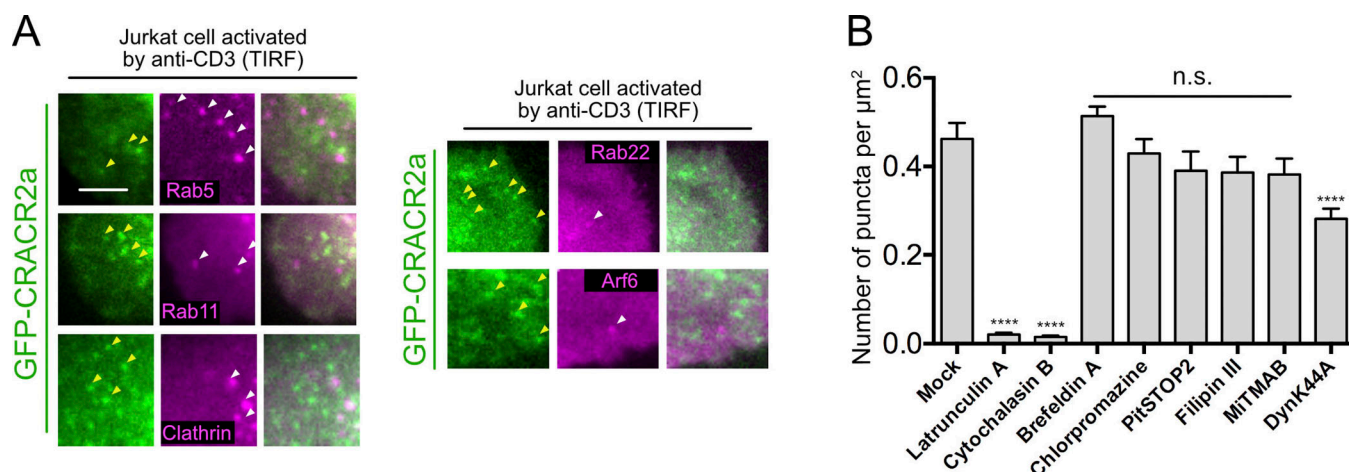 A
Jurkat cell activated
by anti-CD3 (TIRF)
GFP-CRACR2a
Rab5
Rab11
Clathrin
Jurkat cell activated
by anti-CD3 (TIRF)
GFP-CRACR2a
Rab22
Arf6
B
Number of puncta per μm²
0.6
0.4
0.2
0.0
n.s.
****
****
****
Mock
Latrunculin A
Cytochalasin B
Brefeldin A
Chlorpromazine
PitSTOP2
Filipin III
MiTMAB
DynK44A